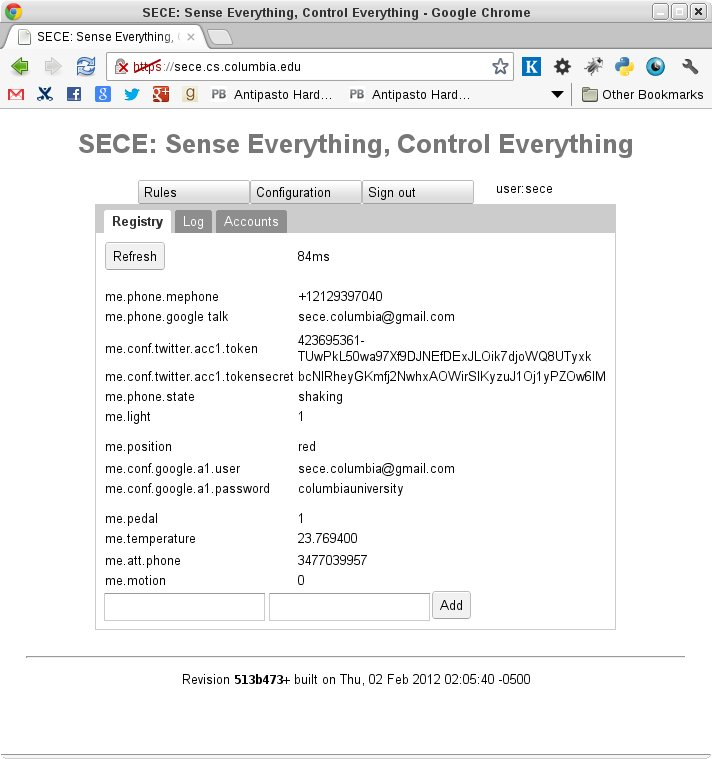 SECE: Sense Everything, Control Everything - Google Chrome
SECE: Sense Everything, C
https://sece.cs.columbia.edu
PB Antipasto Hard... PB Antipasto Hard... Other Bookmarks
SECE: Sense Everything, Control Everything
Rules Configuration Sign out user:sece
Registry Log Accounts
Refresh 84ms
me.phone.mephone +12129397040
me.phone.google talk sece.columbia@gmail.com
me.conf.twitter.acc1.token 423695361-
TUwPkL50wa97Xf9DJNEfDExJLOik7djoWQ8UTyxk
me.conf.twitter.acc1.tokensecret bcNlRheyGKmfj2NwhxAOWirSlKyzuJ1Oj1yPZOw6lM
me.phone.state shaking
me.light 1
me.position red
me.conf.google.a1.user sece.columbia@gmail.com
me.conf.google.a1.password columbiauniversity
me.pedal 1
me.temperature 23.769400
me.att.phone 3477039957
me.motion 0
Add
Revision 513b473+ built on Thu, 02 Feb 2012 02:05:40 -0500